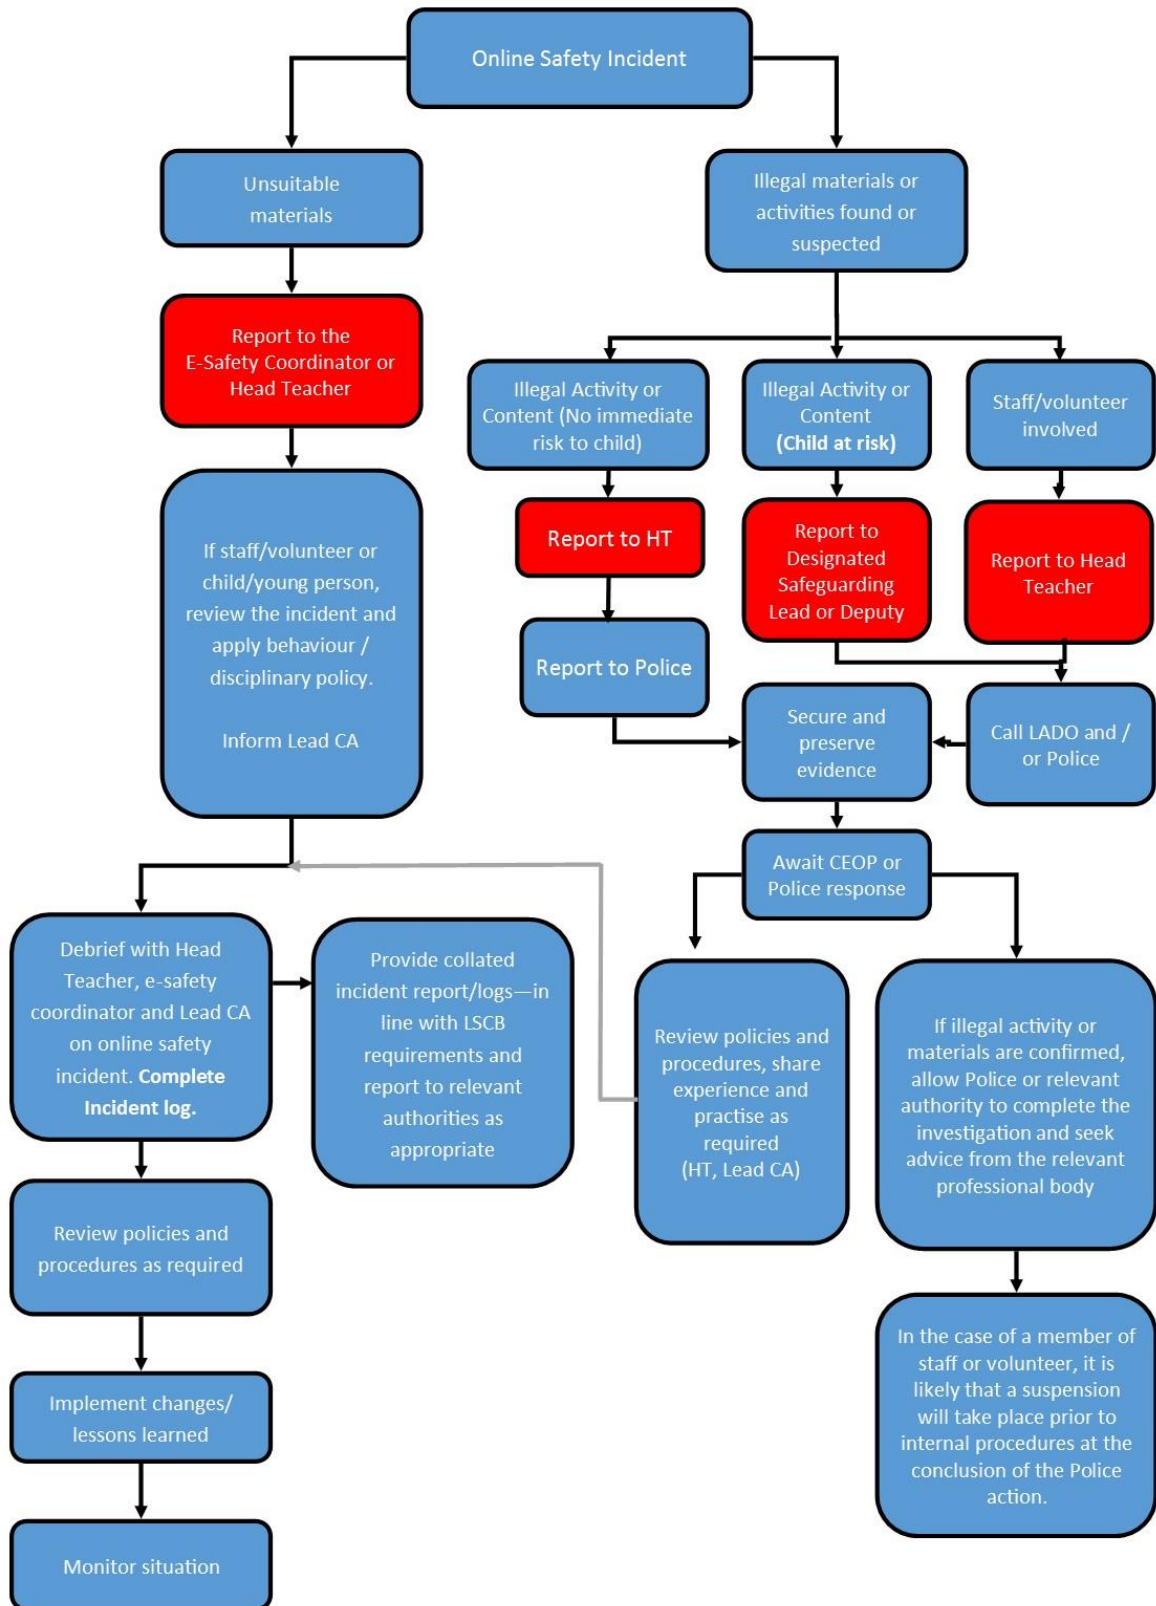 Online Safety Incident
Unsuitable
materials
Illegal materials or
activities found or
suspected
Report to the
E-Safety Coordinator or
Head Teacher
Illegal Activity or
Content (No immediate
risk to child)
Illegal Activity or
Content
(Child at risk)
Staff/volunteer
involved
If staff/volunteer or
child/young person,
review the incident and
apply behaviour /
disciplinary policy.
Inform Lead CA
Report to HT
Report to
Designated
Safeguarding
Lead or Deputy
Report to Head
Teacher
Report to Police
Secure and
preserve
evidence
Call LADO and /
or Police
Await CEOP or
Police response
Debrief with Head
Teacher, e-safety
coordinator and Lead CA
on online safety
incident. Complete
Incident log.
Provide collated
incident report/logs—in
line with LSCB
requirements and
report to relevant
authorities as
appropriate
Review policies and
procedures, share
experience and
practise as
required
(HT, Lead CA)
If illegal activity or
materials are confirmed,
allow Police or relevant
authority to complete the
investigation and seek
advice from the relevant
professional body
Review policies and
procedures as required
In the case of a member of
staff or volunteer, it is
likely that a suspension
will take place prior to
internal procedures at the
conclusion of the Police
action.
Implement changes/
lessons learned
Monitor situation